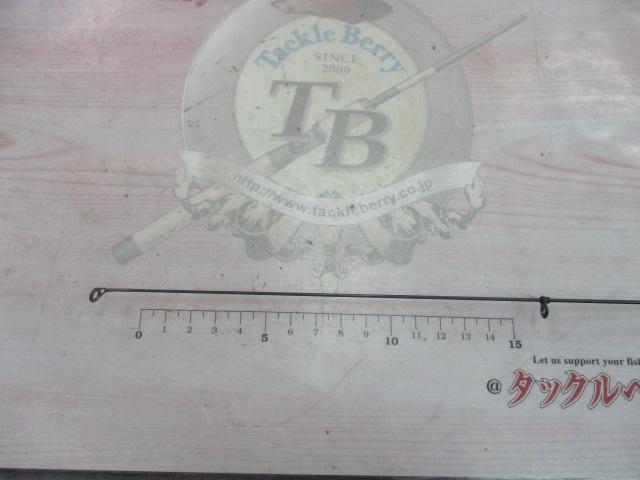 Tackle Berry
SINCE
2000
TB
http://www.tackleberry.co.jp
0 1 2 3 4 5 6 7 8 9 10 11 12 13 14 15
Let us support your fish
@タックルベ